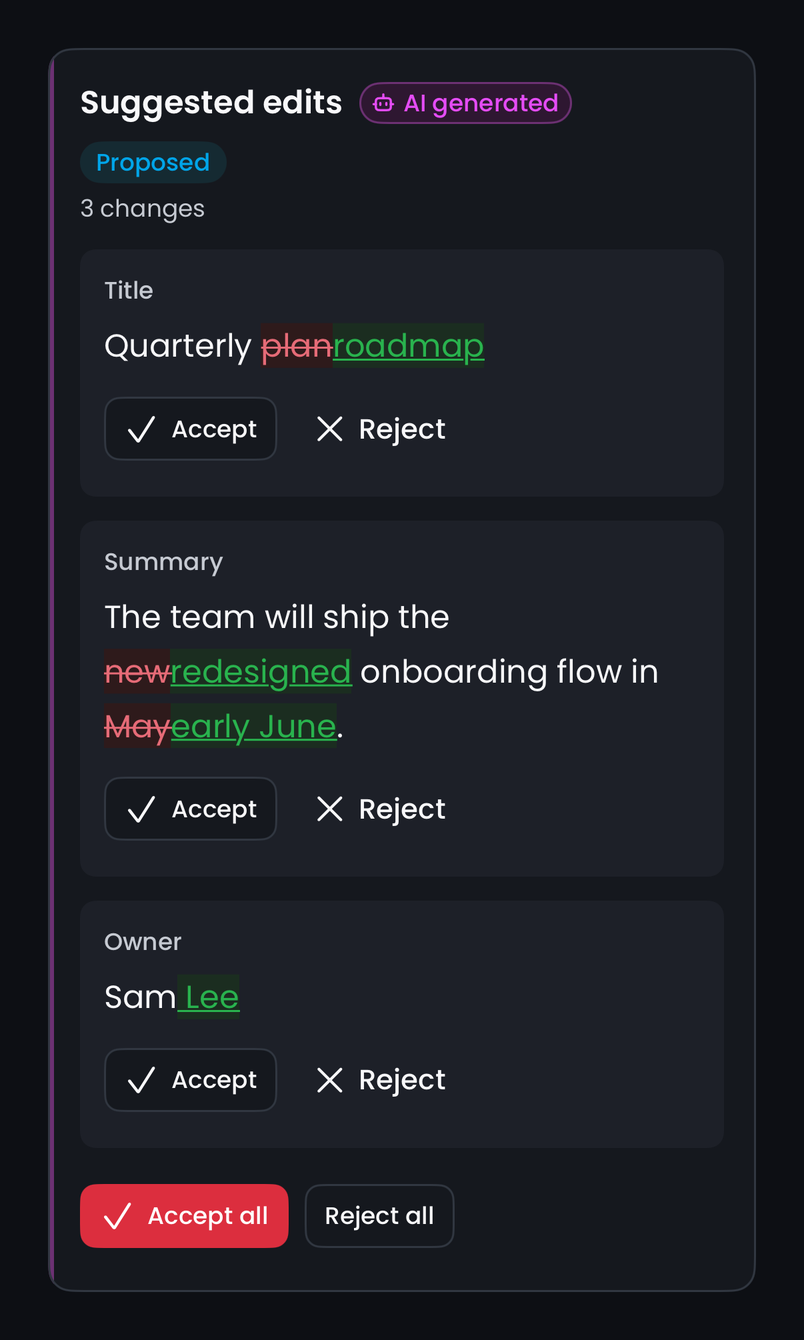 Suggested edits AI generated
Proposed
3 changes
Title
Quarterly planroadmap
Accept Reject
Summary
The team will ship the
newredesigned onboarding flow in
Mayearly June.
Accept Reject
Owner
Sam Lee
Accept Reject
Accept all Reject all